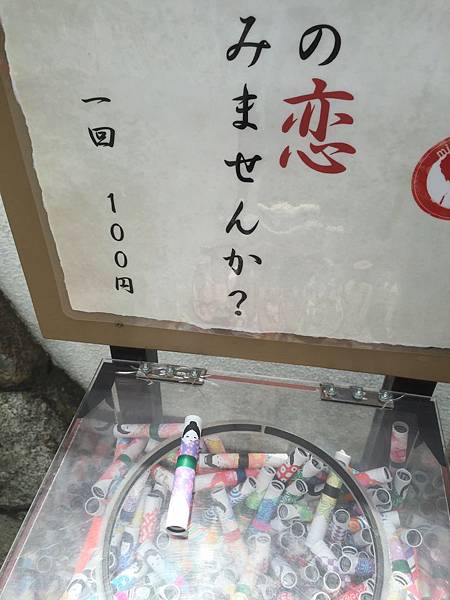 の恋
みませんか?
一回 100円